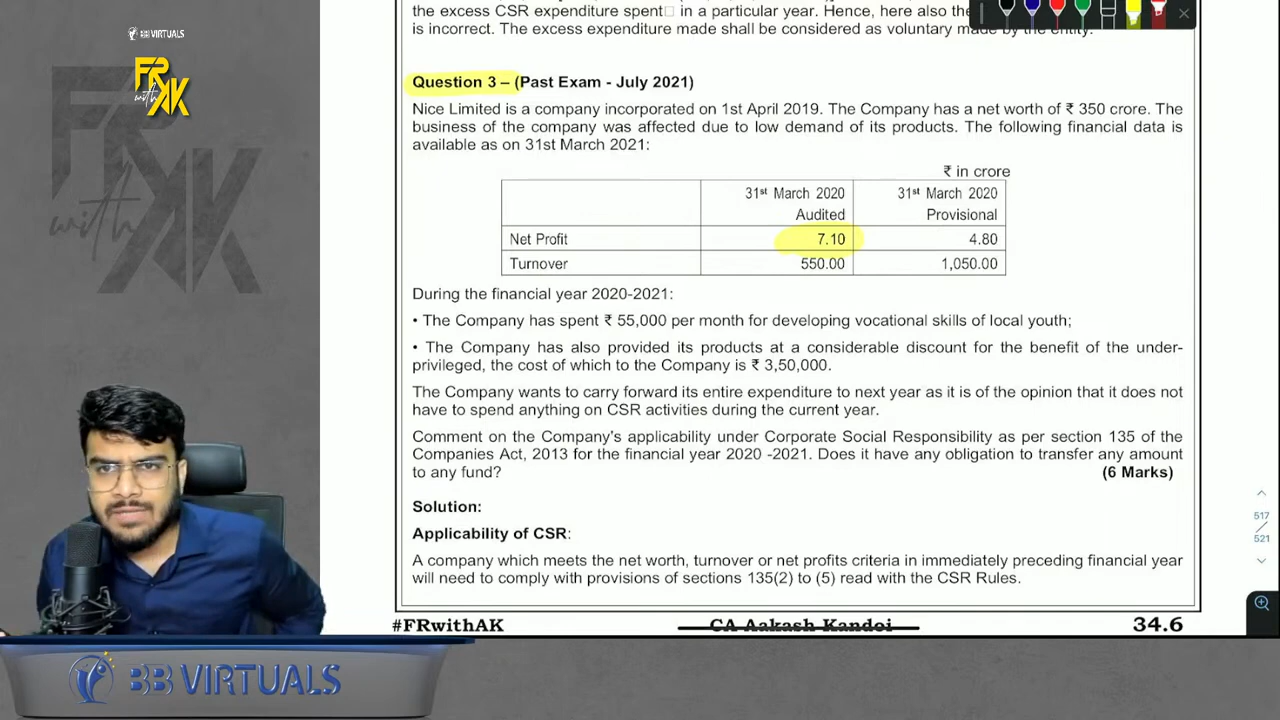 the excess CSR expenditure spent□ in a particular year. Hence, here also the
is incorrect. The excess expenditure made shall be considered as voluntary made by the entity.
BB VIRTUALS
FR
with
AK
FR
with AK
Question 3 – (Past Exam - July 2021)
Nice Limited is a company incorporated on 1st April 2019. The Company has a net worth of ₹ 350 crore. The
business of the company was affected due to low demand of its products. The following financial data is
available as on 31st March 2021:
₹ in crore
31st March 2020 31st March 2020
Audited Provisional
Net Profit 7.10 4.80
Turnover 550.00 1,050.00
During the financial year 2020-2021:
• The Company has spent ₹ 55,000 per month for developing vocational skills of local youth;
• The Company has also provided its products at a considerable discount for the benefit of the under-
privileged, the cost of which to the Company is ₹ 3,50,000.
The Company wants to carry forward its entire expenditure to next year as it is of the opinion that it does not
have to spend anything on CSR activities during the current year.
Comment on the Company's applicability under Corporate Social Responsibility as per section 135 of the
Companies Act, 2013 for the financial year 2020 -2021. Does it have any obligation to transfer any amount
to any fund? (6 Marks)
Solution:
Applicability of CSR:
A company which meets the net worth, turnover or net profits criteria in immediately preceding financial year
will need to comply with provisions of sections 135(2) to (5) read with the CSR Rules.
517
521
#FRwithAK CA Aakash Kandoi 34.6
BB VIRTUALS